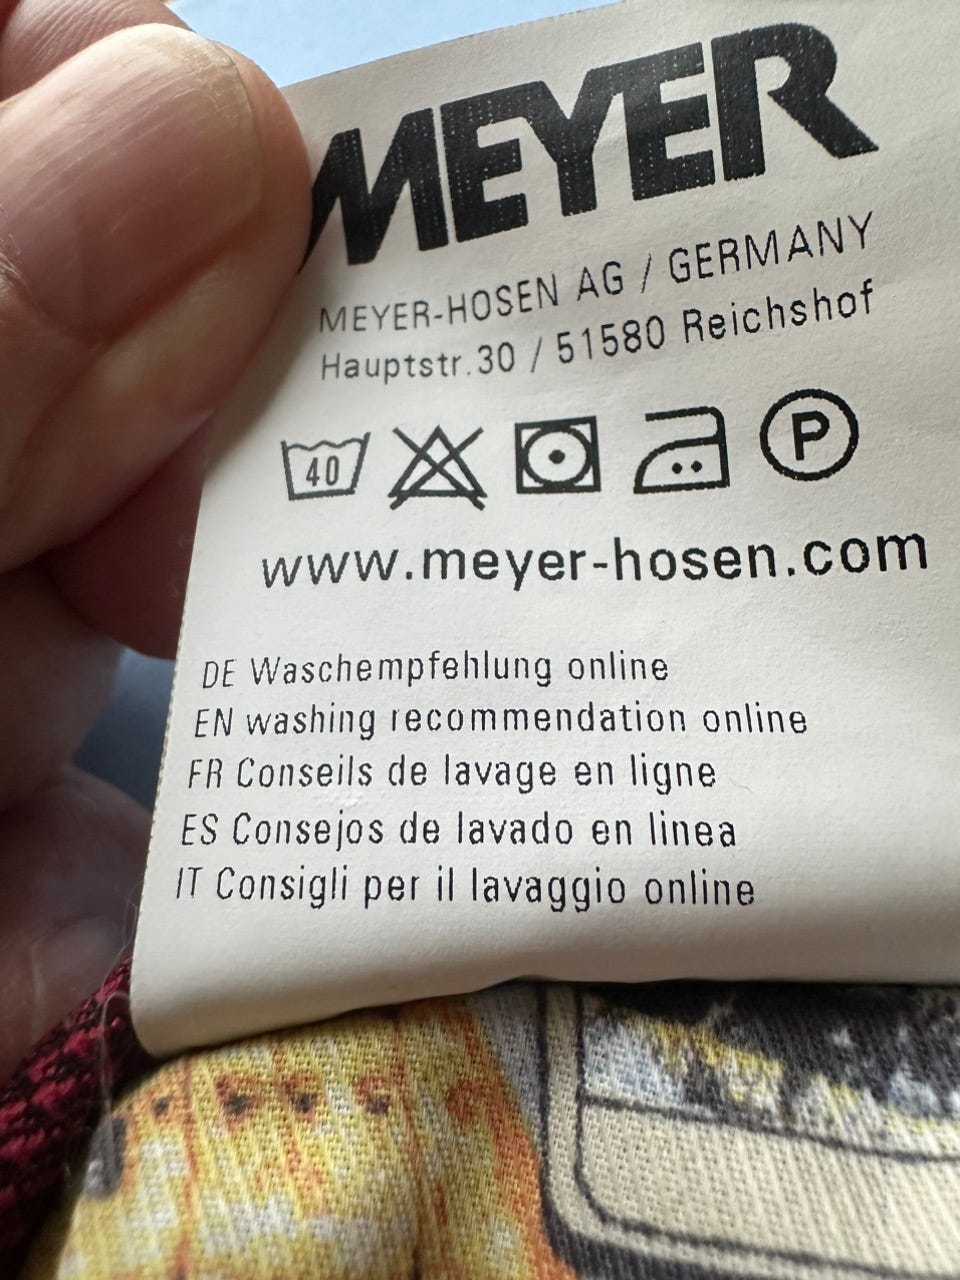 MEYER
MEYER-HOSEN AG / GERMANY
Hauptstr.30 / 51580 Reichshof
40 P
www.meyer-hosen.com
DE Waschempfehlung online
EN washing recommendation online
FR Conseils de lavage en ligne
ES Consejos de lavado en linea
IT Consigli per il lavaggio online